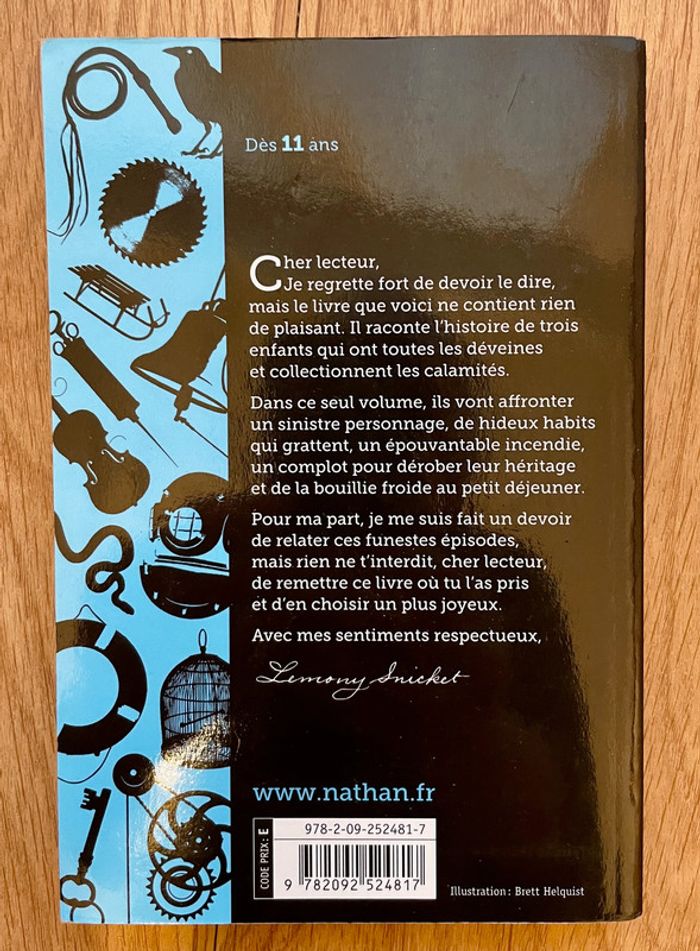 Dès 11 ans
Cher lecteur,
Je regrette fort de devoir le dire,
mais le livre que voici ne contient rien
de plaisant. Il raconte l'histoire de trois
enfants qui ont toutes les déveines
et collectionnent les calamités.
Dans ce seul volume, ils vont affronter
un sinistre personnage, de hideux habits
qui grattent, un épouvantable incendie,
un complot pour dérober leur héritage
et de la bouillie froide au petit déjeuner.
Pour ma part, je me suis fait un devoir
de relater ces funestes épisodes,
mais rien ne t'interdit, cher lecteur,
de remettre ce livre où tu l'as pris
et d'en choisir un plus joyeux.
Avec mes sentiments respectueux,
Lemony Snicket
www.nathan.fr
CODE PRIX : E
978-2-09-252481-7
9 782092 524817
Illustration : Brett Helquist